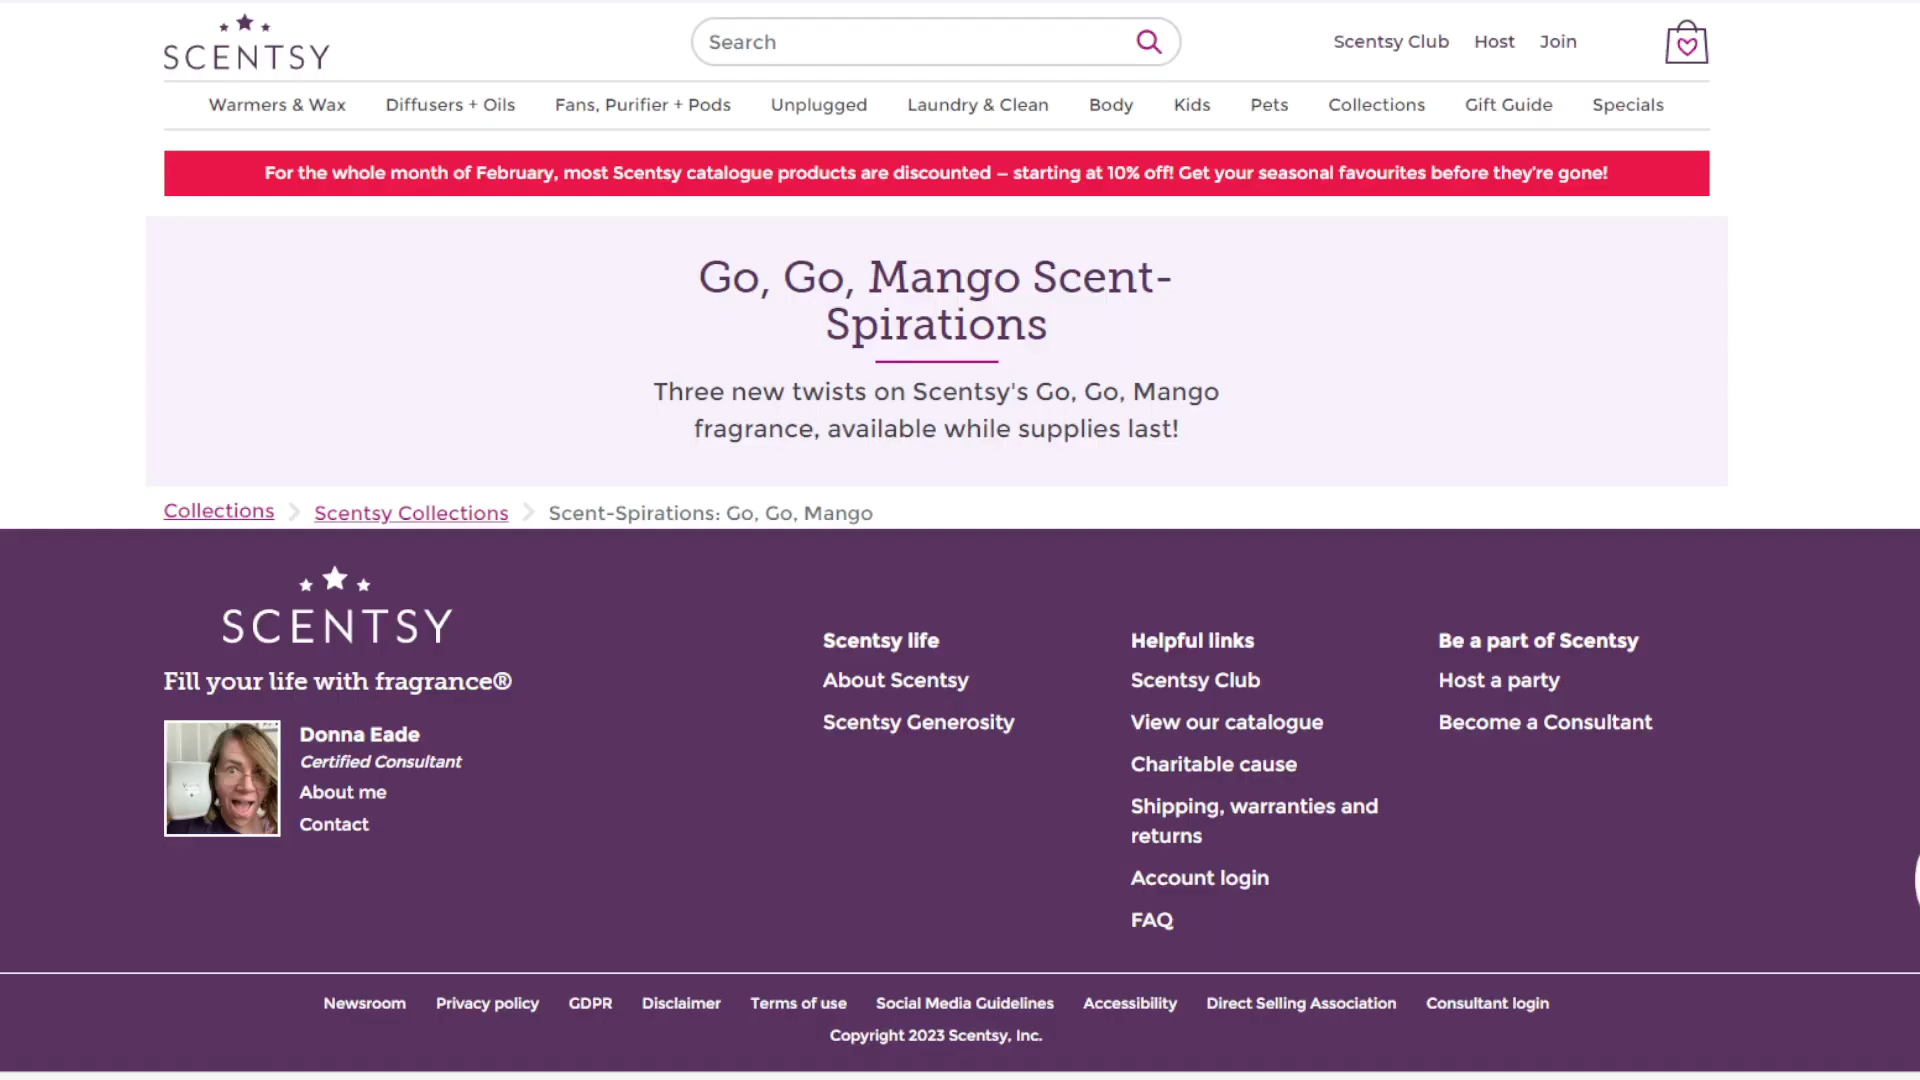 SCENTSY
Search
Scentsy Club
Host
Join
Warmers & Wax
Diffusers + Oils
Fans, Purifier + Pods
Unplugged
Laundry & Clean
Body
Kids
Pets
Collections
Gift Guide
Specials
For the whole month of February, most Scentsy catalogue products are discounted – starting at 10% off! Get your seasonal favourites before they're gone!
Go, Go, Mango Scent-
Spirations
Three new twists on Scentsy's Go, Go, Mango
fragrance, available while supplies last!
Collections
Scentsy Collections
Scent-Spirations: Go, Go, Mango
SCENTSY
Fill your life with fragrance®
Donna Eade
Certified Consultant
About me
Contact
Scentsy life
About Scentsy
Scentsy Generosity
Helpful links
Scentsy Club
View our catalogue
Charitable cause
Shipping, warranties and
returns
Account login
FAQ
Be a part of Scentsy
Host a party
Become a Consultant
Newsroom
Privacy policy
GDPR
Disclaimer
Terms of use
Social Media Guidelines
Accessibility
Direct Selling Association
Consultant login
Copyright 2023 Scentsy, Inc.